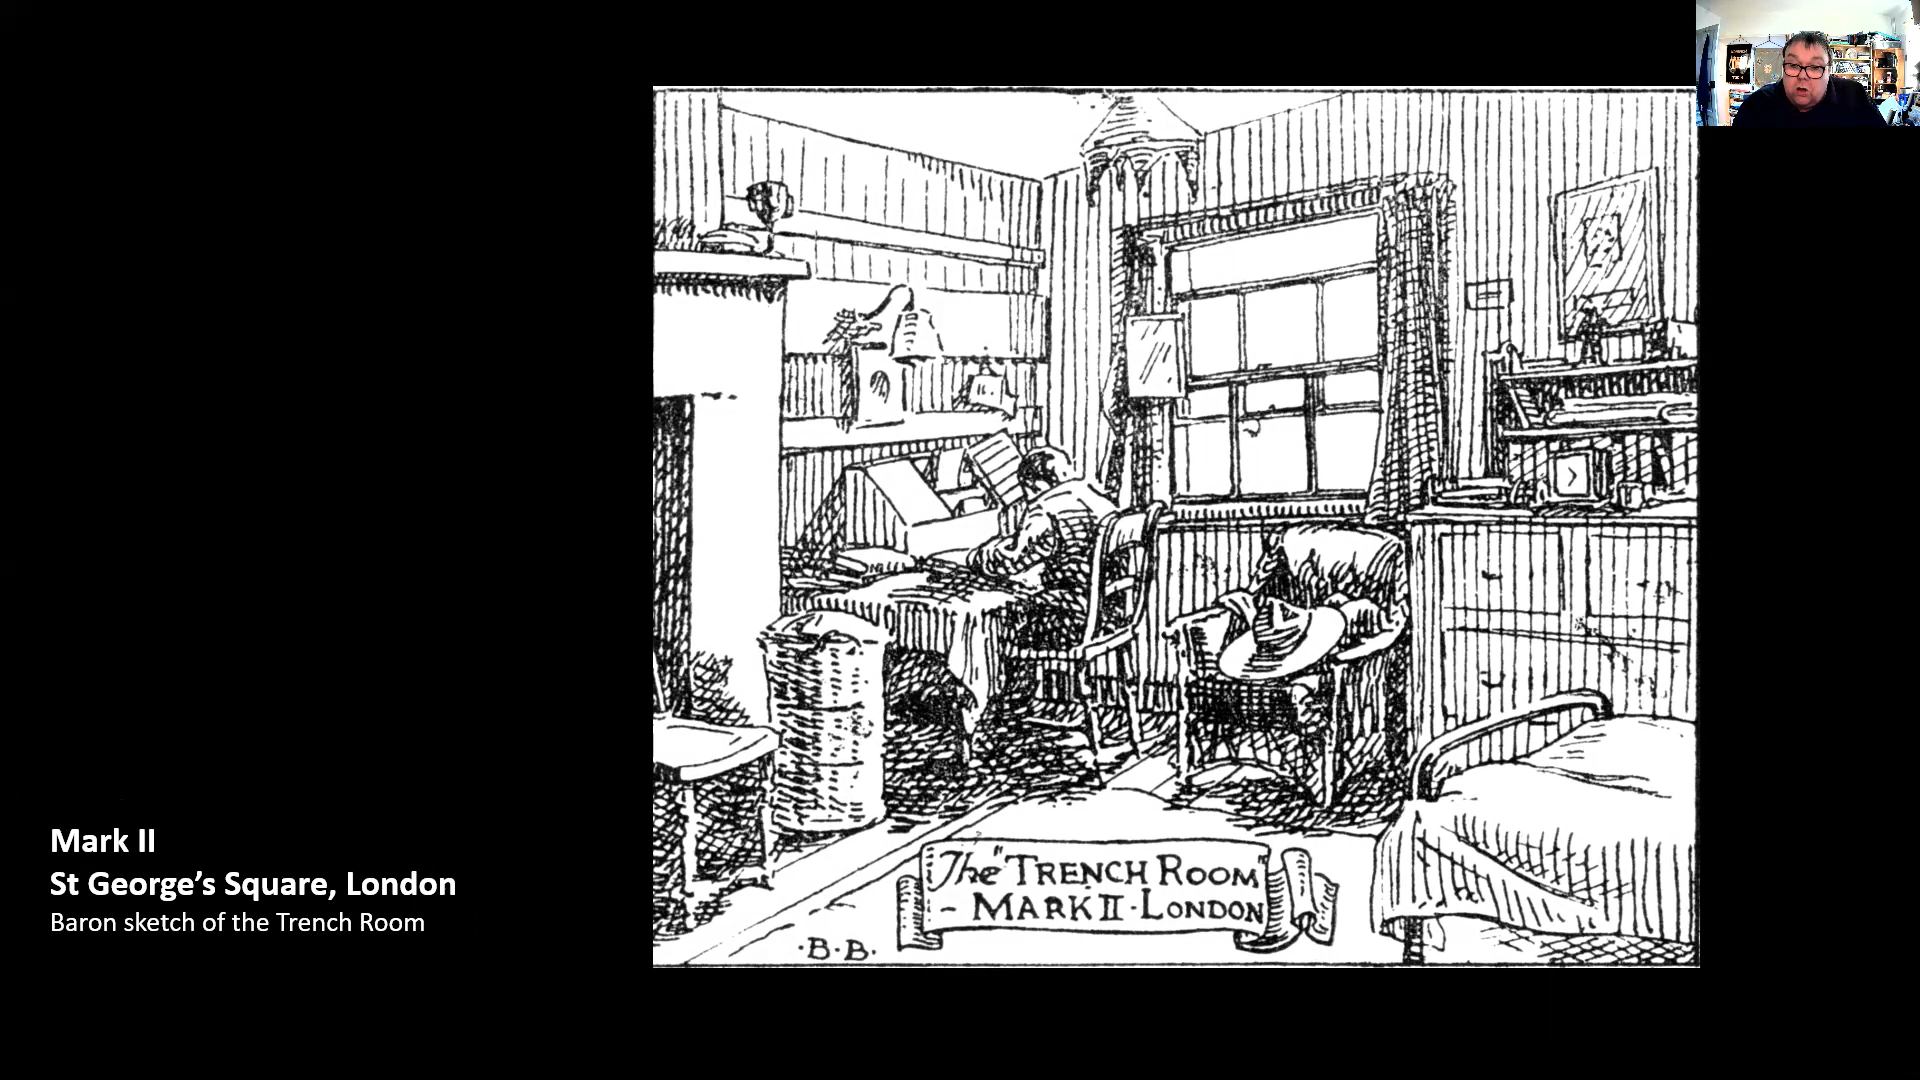 Mark II
St George’s Square, London
Baron sketch of the Trench Room
The "TRENCH ROOM"
- MARK II · LONDON
·B·B·